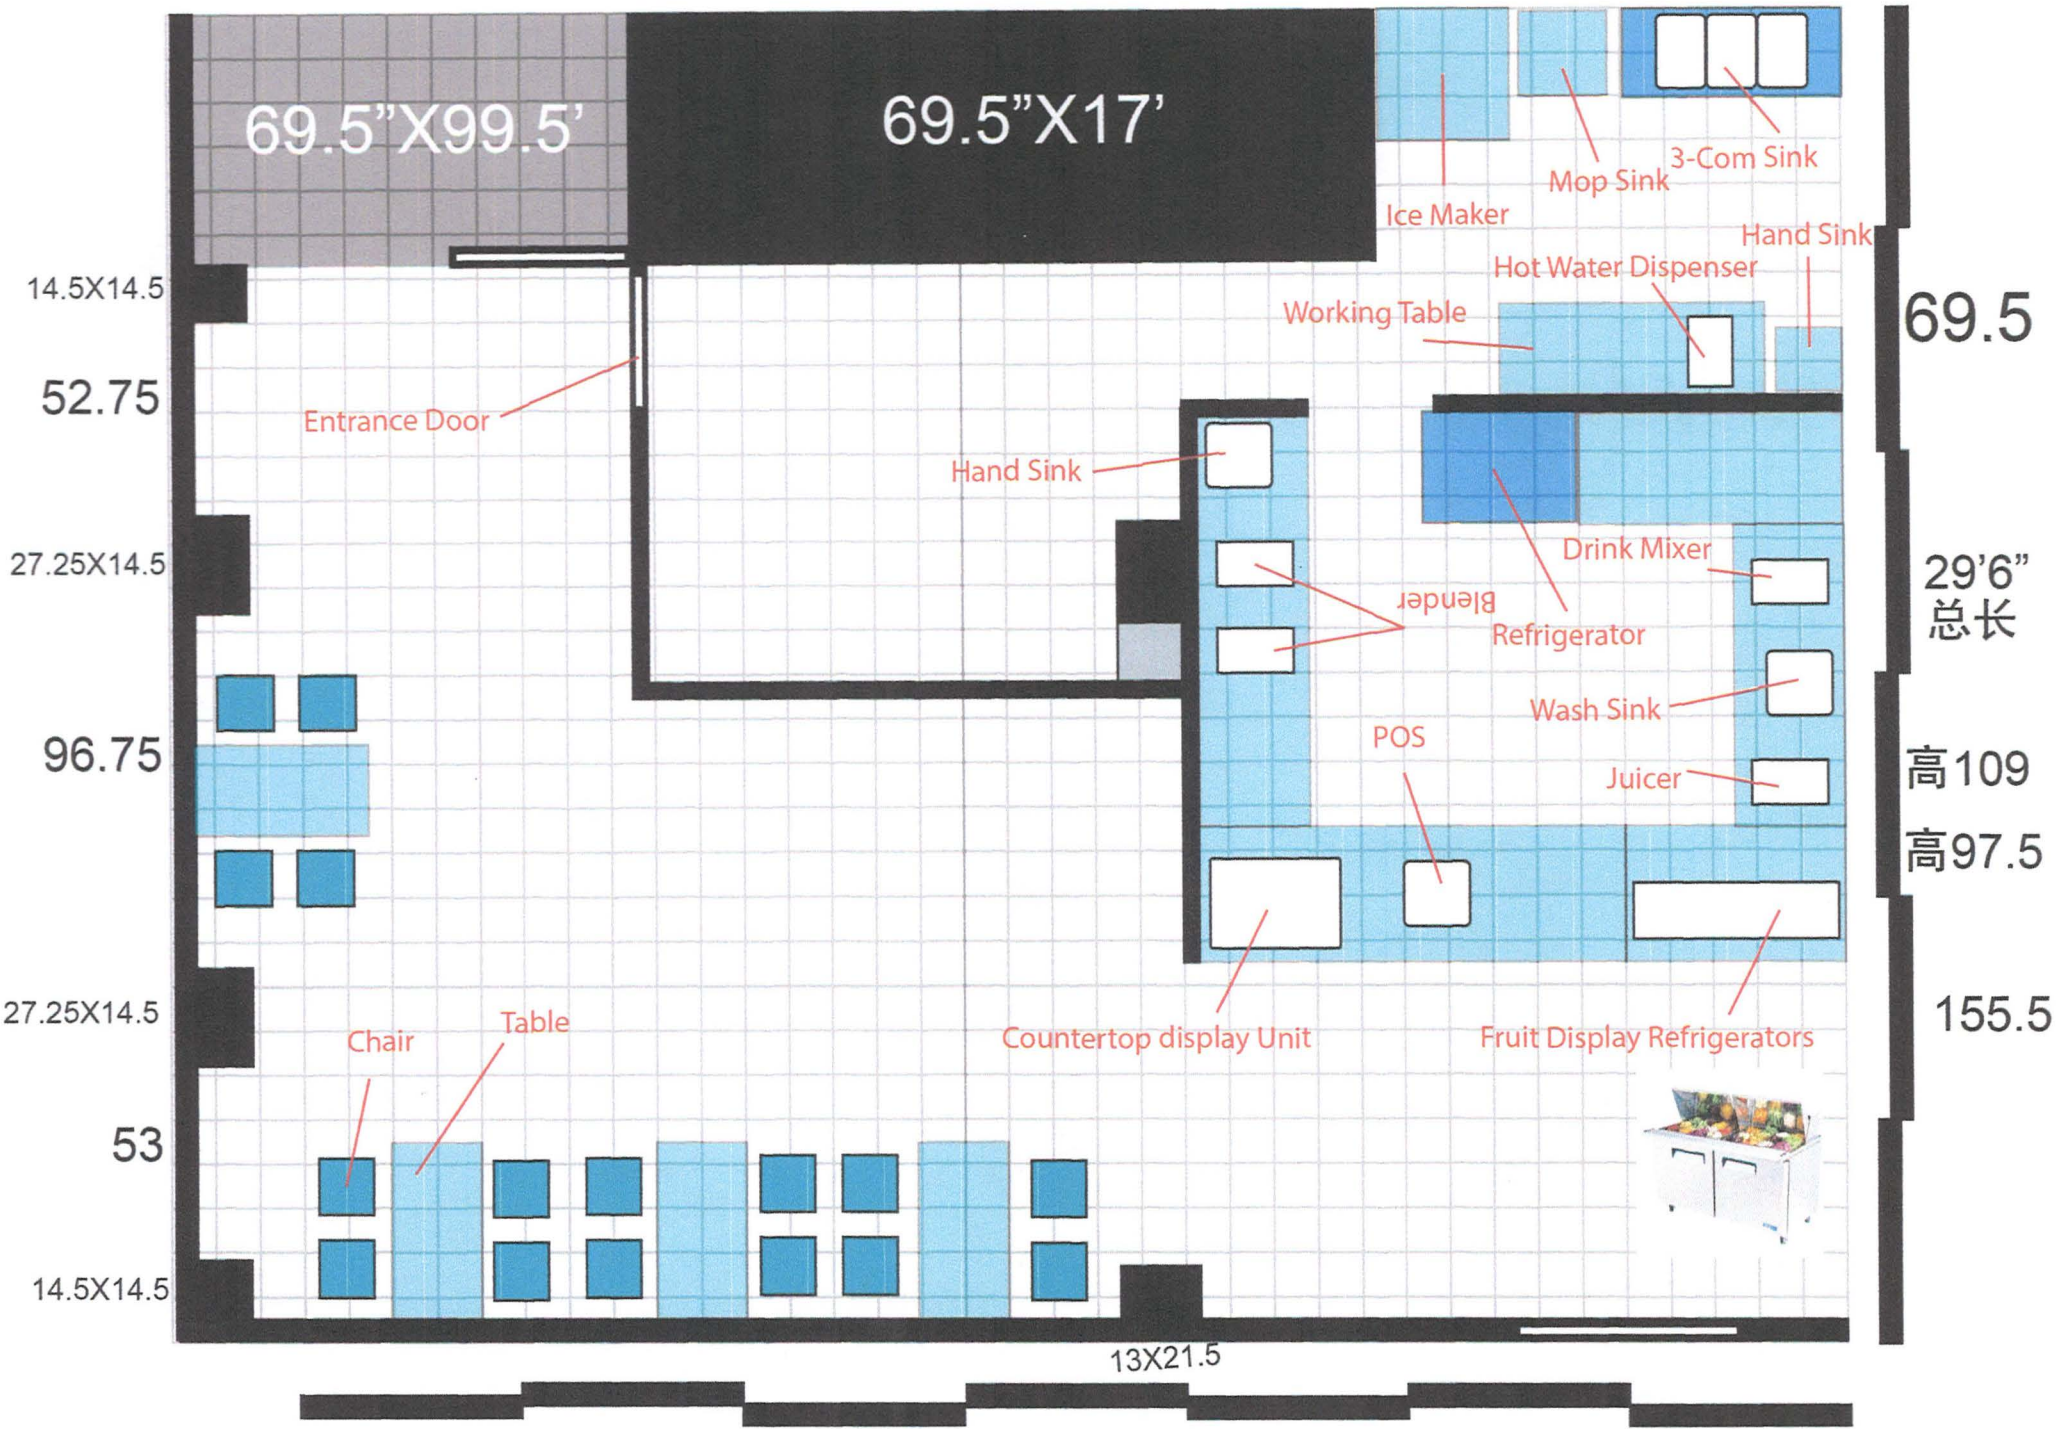 69.5”X99.5’
69.5”X17’
3-Com Sink
Mop Sink
Ice Maker
Hand Sink
Hot Water Dispenser
14.5X14.5
Working Table
69.5
52.75
Entrance Door
Hand Sink
27.25X14.5
Drink Mixer
29’6”
总长
Blender
Refrigerator
Wash Sink
POS
96.75
高109
Juicer
高97.5
27.25X14.5
155.5
Chair
Table
Countertop display Unit
Fruit Display Refrigerators
53
14.5X14.5
13X21.5